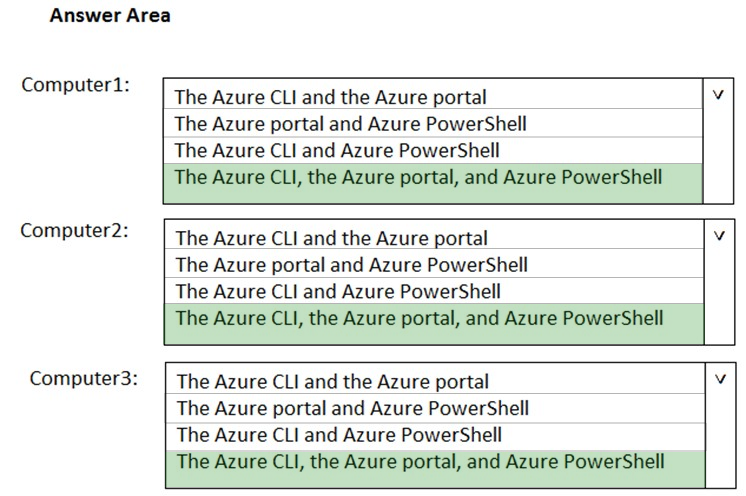 Answer Area
Computer1:
The Azure CLI and the Azure portal
The Azure portal and Azure PowerShell
The Azure CLI and Azure PowerShell
The Azure CLI, the Azure portal, and Azure PowerShell
Computer2:
The Azure CLI and the Azure portal
The Azure portal and Azure PowerShell
The Azure CLI and Azure PowerShell
The Azure CLI, the Azure portal, and Azure PowerShell
Computer3:
The Azure CLI and the Azure portal
The Azure portal and Azure PowerShell
The Azure CLI and Azure PowerShell
The Azure CLI, the Azure portal, and Azure PowerShell